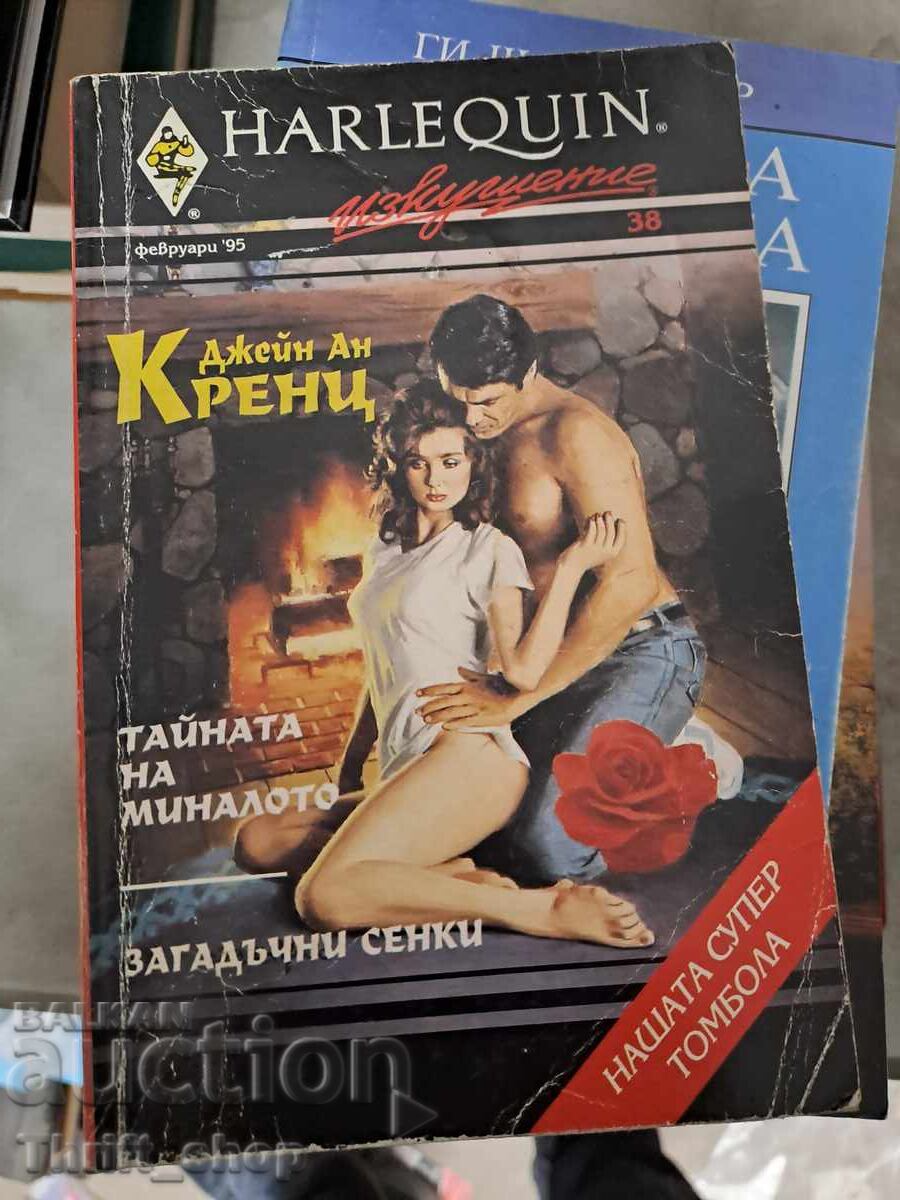 HARLEQUIN®
изкушение®
38
февруари '95
Джейн Ан
Кренц
ТАЙНАТА
НА
МИНАЛОТО
ЗАГАДЪЧНИ СЕНКИ
НАШАТА СУПЕР
ТОМБОЛА
ГИ
А
А
BALKAN
auction
Thrift_shop